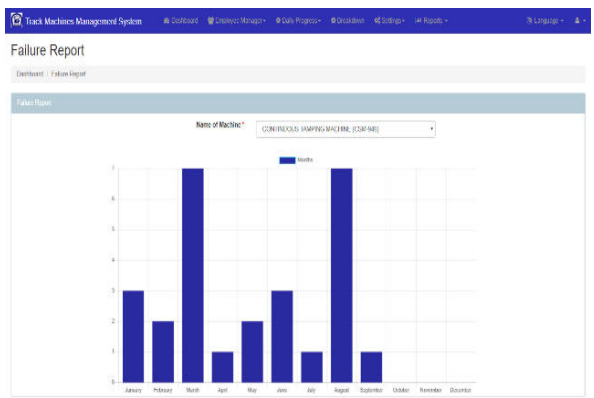 Track Machines Management System Dashboard Employee Manager Daily Progress Breakdown Settings Reports Language
Failure Report
Dashboard / Failure Report
Failure Report
Name of Machine*
CONTINUOUS TAMPING MACHINE
Months
7
6
5
4
3
2
1
0
January February March April May June July August September October November December